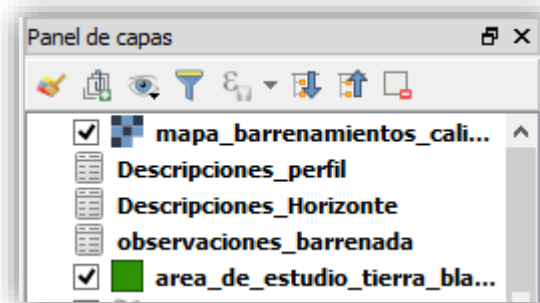 Panel de capas
mapa_barrenamientos_cali...
Descripciones_perfil
Descripciones_Horizonte
observaciones_barrenada
area_de_estudio_tierra_bla...